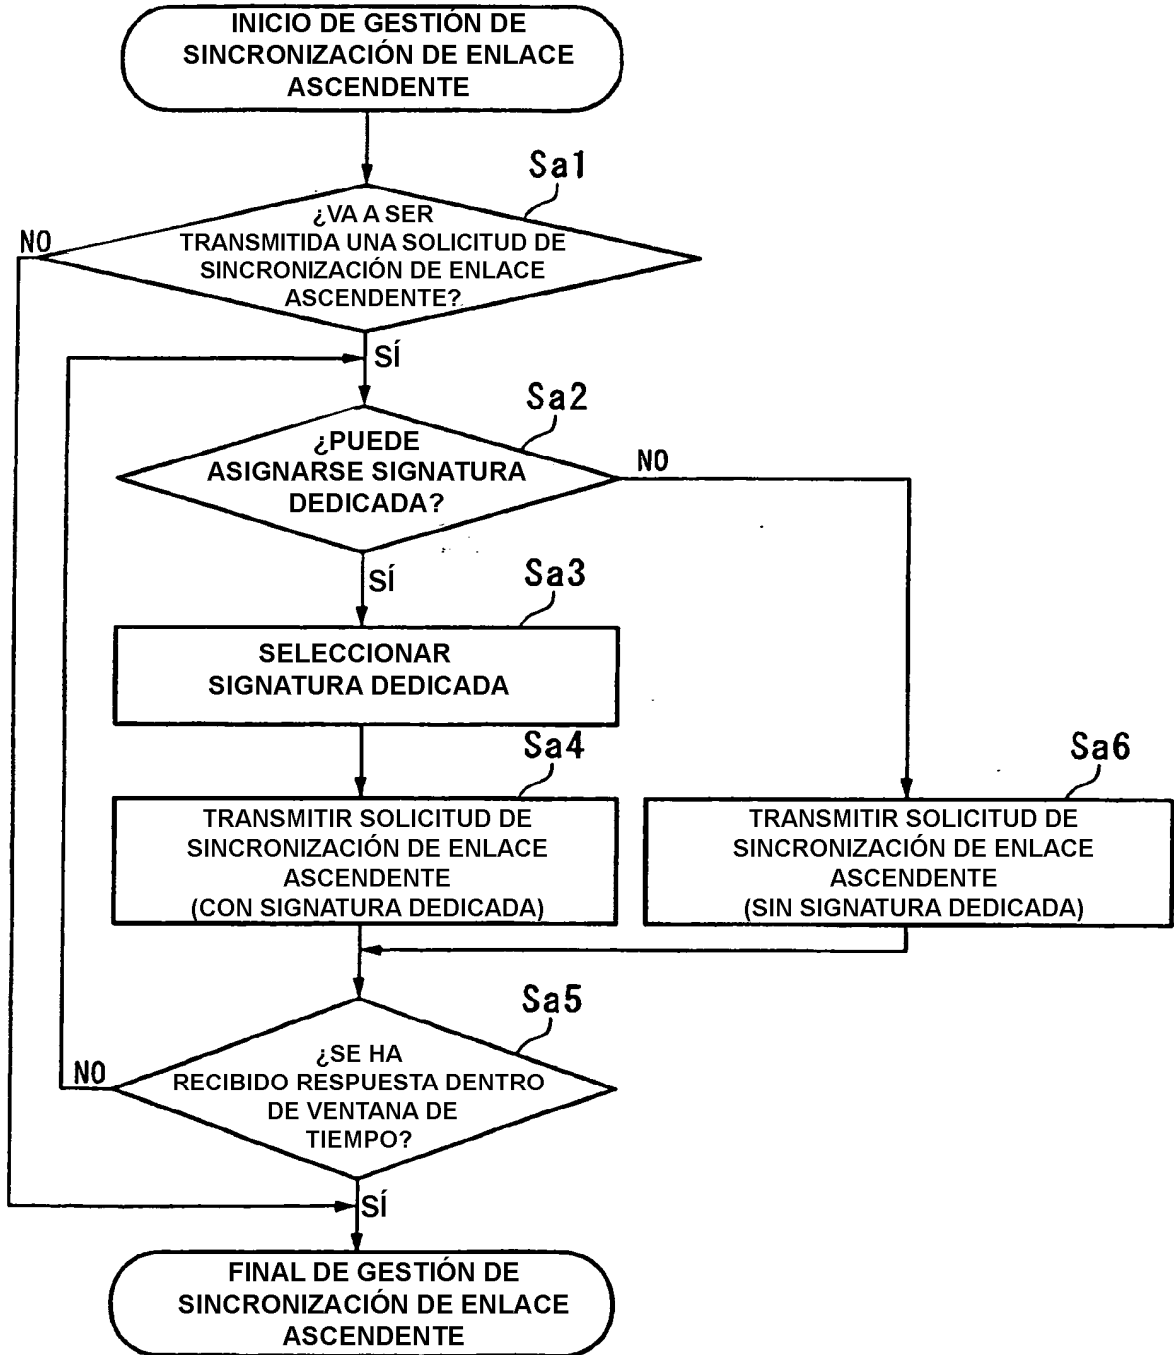 INICIO DE GESTIÓN DE
SINCRONIZACIÓN DE ENLACE
ASCENDENTE
Sa1
¿VA A SER
TRANSMITIDA UNA SOLICITUD DE
SINCRONIZACIÓN DE ENLACE
ASCENDENTE?
NO
SÍ
Sa2
¿PUEDE
ASIGNARSE SIGNATURA
DEDICADA?
NO
SÍ
Sa3
SELECCIONAR
SIGNATURA DEDICADA
Sa4
TRANSMITIR SOLICITUD DE
SINCRONIZACIÓN DE ENLACE
ASCENDENTE
(CON SIGNATURA DEDICADA)
Sa6
TRANSMITIR SOLICITUD DE
SINCRONIZACIÓN DE ENLACE
ASCENDENTE
(SIN SIGNATURA DEDICADA)
Sa5
¿SE HA
RECIBIDO RESPUESTA DENTRO
DE VENTANA DE
TIEMPO?
NO
SÍ
FINAL DE GESTIÓN DE
SINCRONIZACIÓN DE ENLACE
ASCENDENTE